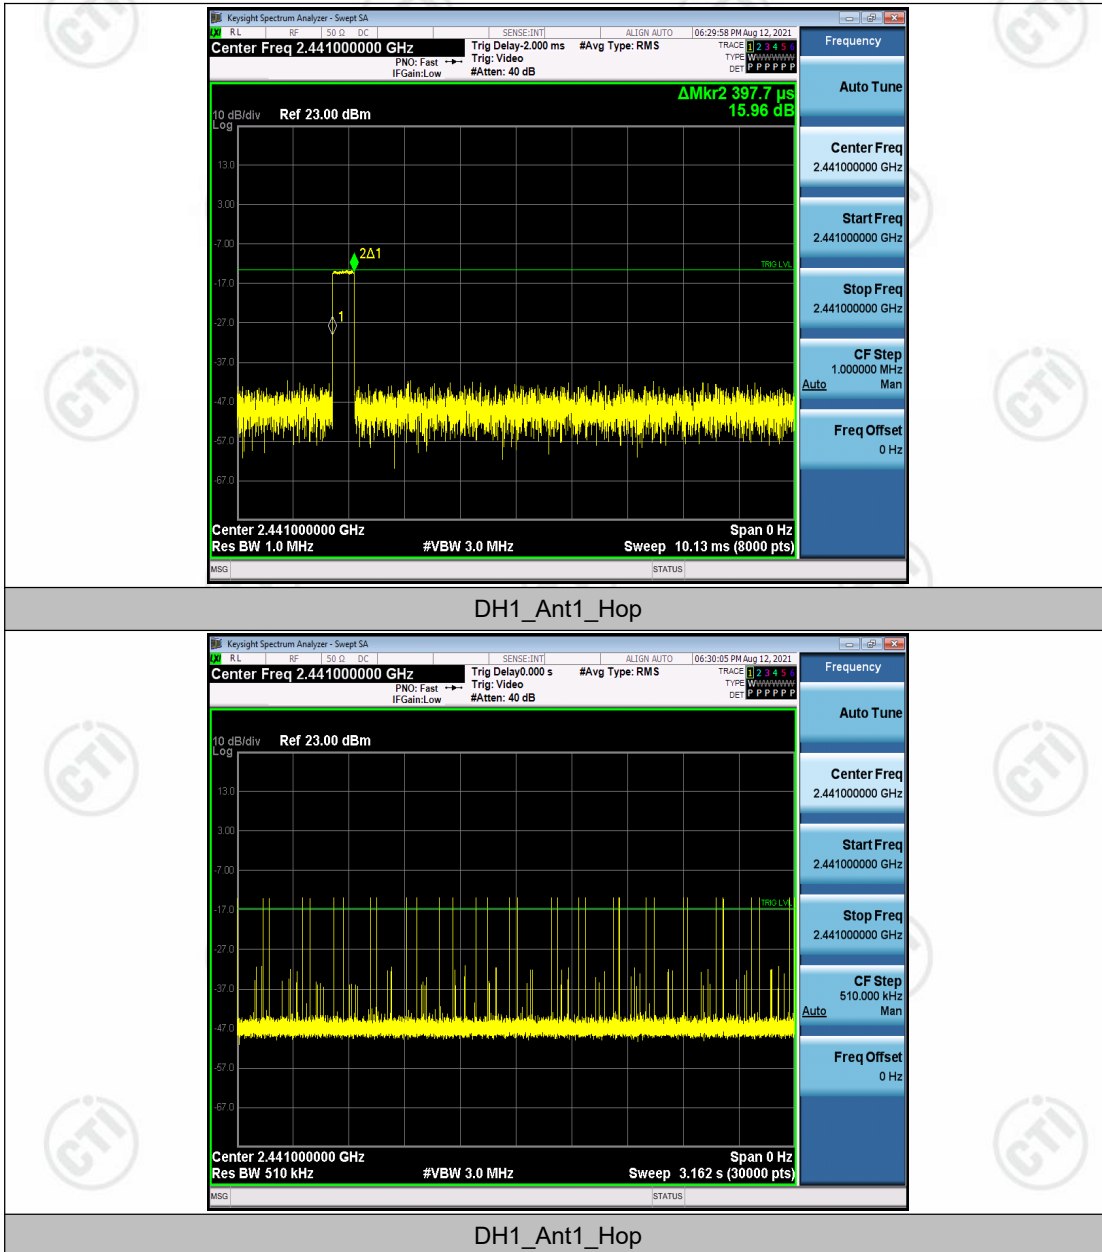 Keysight Spectrum Analyzer - Swept SA
LXI RL RF 50 Ω DC SENSE:INT ALIGN AUTO 06:29:58 PM Aug 12, 2021
Center Freq 2.441000000 GHz
PNO: Fast
IFGain:Low
Trig Delay-2.000 ms
Trig: Video
#Atten: 40 dB
#Avg Type: RMS
TRACE 1 2 3 4 5 6
TYPE WWWWWW
DET P P P P P P
ΔMkr2 397.7 µs
15.96 dB
10 dB/div Ref 23.00 dBm
Log
13.0
3.00
-7.00
-17.0
-27.0
-37.0
-47.0
-57.0
-67.0
2Δ1
1
TRIG LVL
Center 2.441000000 GHz Span 0 Hz
Res BW 1.0 MHz #VBW 3.0 MHz Sweep 10.13 ms (8000 pts)
MSG STATUS
Frequency
Auto Tune
Center Freq
2.441000000 GHz
Start Freq
2.441000000 GHz
Stop Freq
2.441000000 GHz
CF Step
1.000000 MHz
Auto Man
Freq Offset
0 Hz
DH1_Ant1_Hop
Keysight Spectrum Analyzer - Swept SA
LXI RL RF 50 Ω DC SENSE:INT ALIGN AUTO 06:30:05 PM Aug 12, 2021
Center Freq 2.441000000 GHz
PNO: Fast
IFGain:Low
Trig Delay0.000 s
Trig: Video
#Atten: 40 dB
#Avg Type: RMS
TRACE 1 2 3 4 5 6
TYPE WWWWWW
DET P P P P P P
10 dB/div Ref 23.00 dBm
Log
13.0
3.00
-7.00
-17.0
-27.0
-37.0
-47.0
-57.0
-67.0
TRIG LVL
Center 2.441000000 GHz Span 0 Hz
Res BW 510 kHz #VBW 3.0 MHz Sweep 3.162 s (30000 pts)
MSG STATUS
Frequency
Auto Tune
Center Freq
2.441000000 GHz
Start Freq
2.441000000 GHz
Stop Freq
2.441000000 GHz
CF Step
510.000 kHz
Auto Man
Freq Offset
0 Hz
DH1_Ant1_Hop
CTI
CTI
CTI
CTI
CTI
CTI